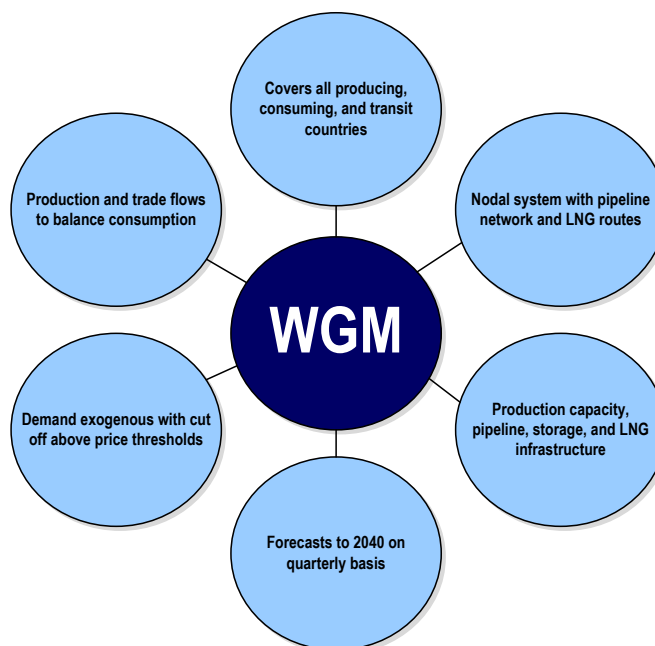 Covers all producing,
consuming, and transit
countries
Production and trade flows
to balance consumption
Nodal system with pipeline
network and LNG routes
WGM
Demand exogenous with cut
off above price thresholds
Production capacity,
pipeline, storage, and LNG
infrastructure
Forecasts to 2040 on
quarterly basis